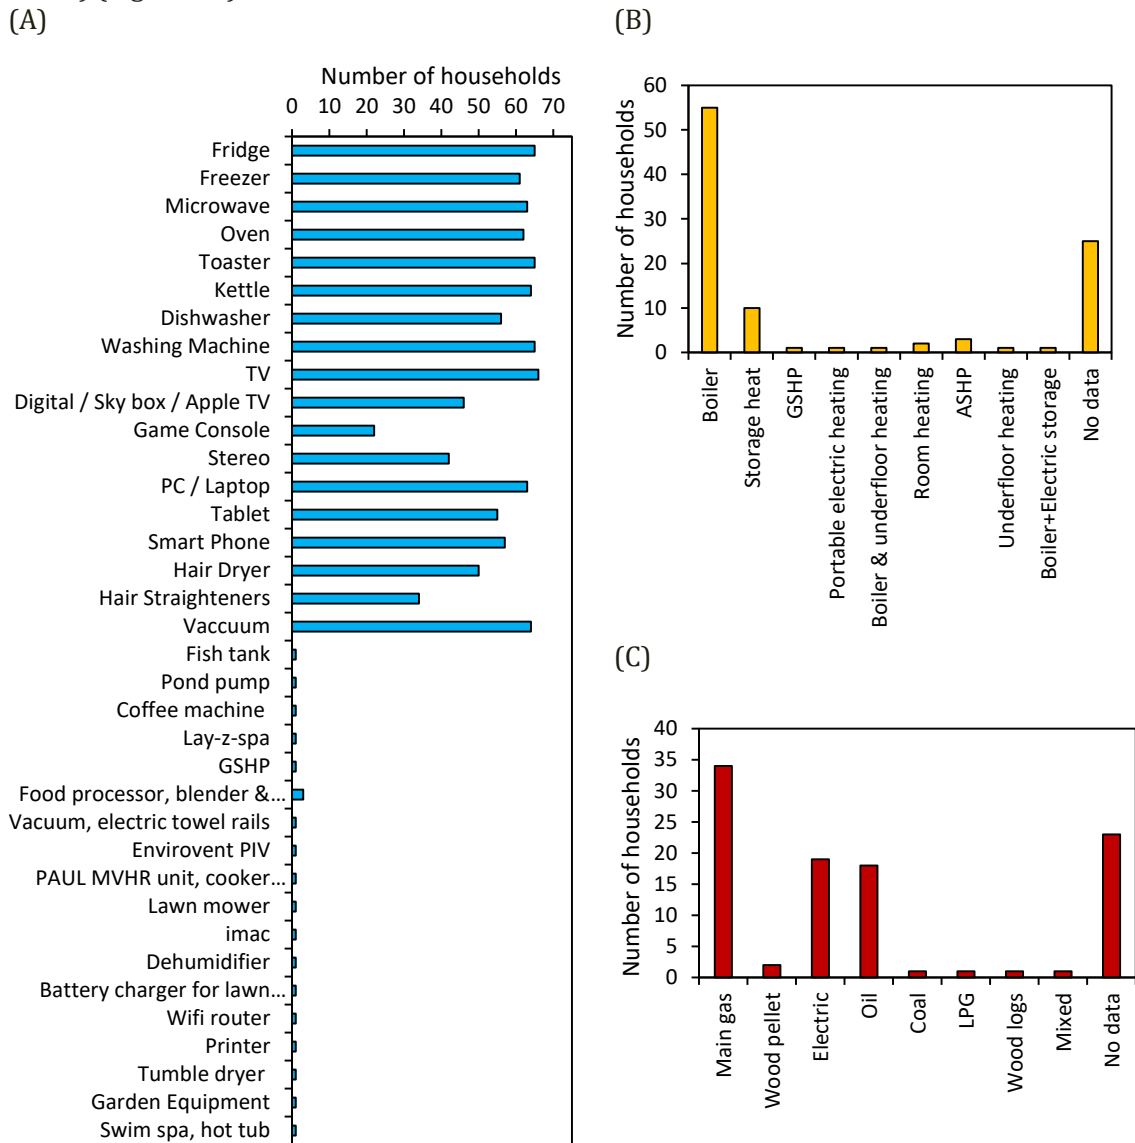 (A)
Number of households
0 10 20 30 40 50 60 70
Fridge
Freezer
Microwave
Oven
Toaster
Kettle
Dishwasher
Washing Machine
TV
Digital / Sky box / Apple TV
Game Console
Stereo
PC / Laptop
Tablet
Smart Phone
Hair Dryer
Hair Straighteners
Vaccuum
Fish tank
Pond pump
Coffee machine
Lay-z-spa
GSHP
Food processor, blender &...
Vacuum, electric towel rails
Envirovent PIV
PAUL MVHR unit, cooker...
Lawn mower
imac
Dehumidifier
Battery charger for lawn...
Wifi router
Printer
Tumble dryer
Garden Equipment
Swim spa, hot tub
(B)
Number of households
60
50
40
30
20
10
0
Boiler
Storage heat
GSHP
Portable electric heating
Boiler & underfloor heating
Room heating
ASHP
Underfloor heating
Boiler+Electric storage
No data
(C)
Number of households
40
35
30
25
20
15
10
5
0
Main gas
Wood pellet
Electric
Oil
Coal
LPG
Wood logs
Mixed
No data